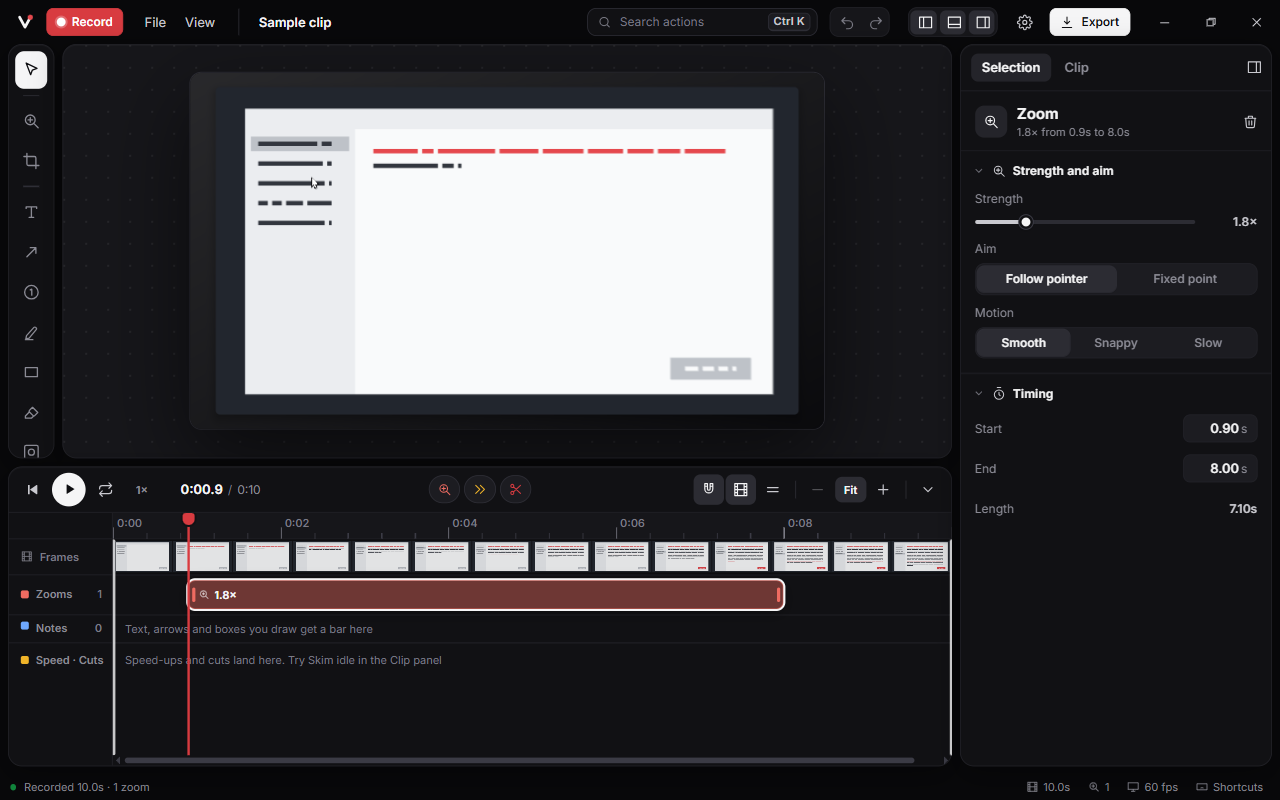 Record File View Sample clip Search actions Ctrl K Export
Selection Clip
Zoom
1.8× from 0.9s to 8.0s
Strength and aim
Strength
1.8×
Aim
Follow pointer Fixed point
Motion
Smooth Snappy Slow
Timing
Start 0.90 s
End 8.00 s
Length 7.10s
1× 0:00.9 / 0:10 Fit
0:00 0:02 0:04 0:06 0:08
Frames
Zooms 1 1.8×
Notes 0 Text, arrows and boxes you draw get a bar here
Speed · Cuts Speed-ups and cuts land here. Try Skim idle in the Clip panel
Recorded 10.0s · 1 zoom 10.0s 1 60 fps Shortcuts